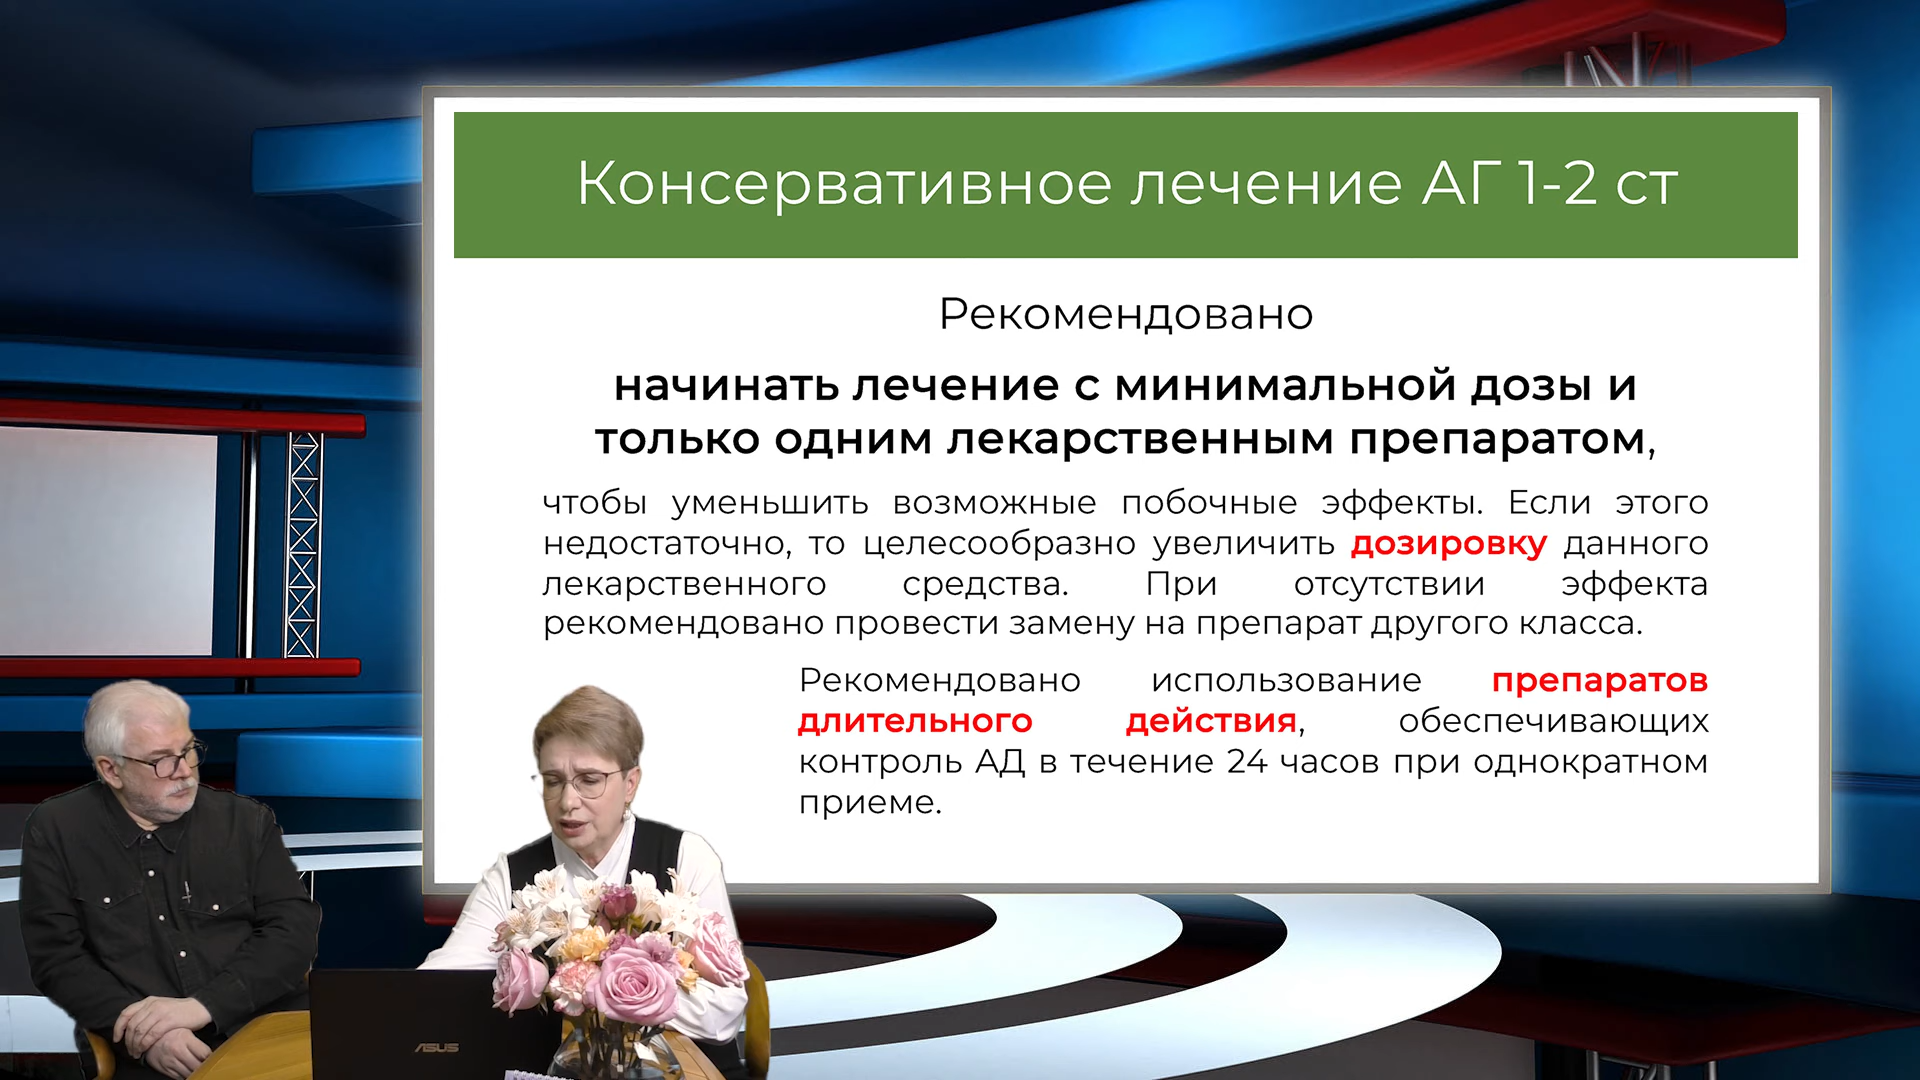 Консервативное лечение АГ 1-2 ст
Рекомендовано
начинать лечение с минимальной дозы и
только одним лекарственным препаратом,
чтобы уменьшить возможные побочные эффекты. Если этого
недостаточно, то целесообразно увеличить дозировку данного
лекарственного средства. При отсутствии эффекта
рекомендовано провести замену на препарат другого класса.
Рекомендовано использование препаратов
длительного действия, обеспечивающих
контроль АД в течение 24 часов при однократном
приеме.
ASUS